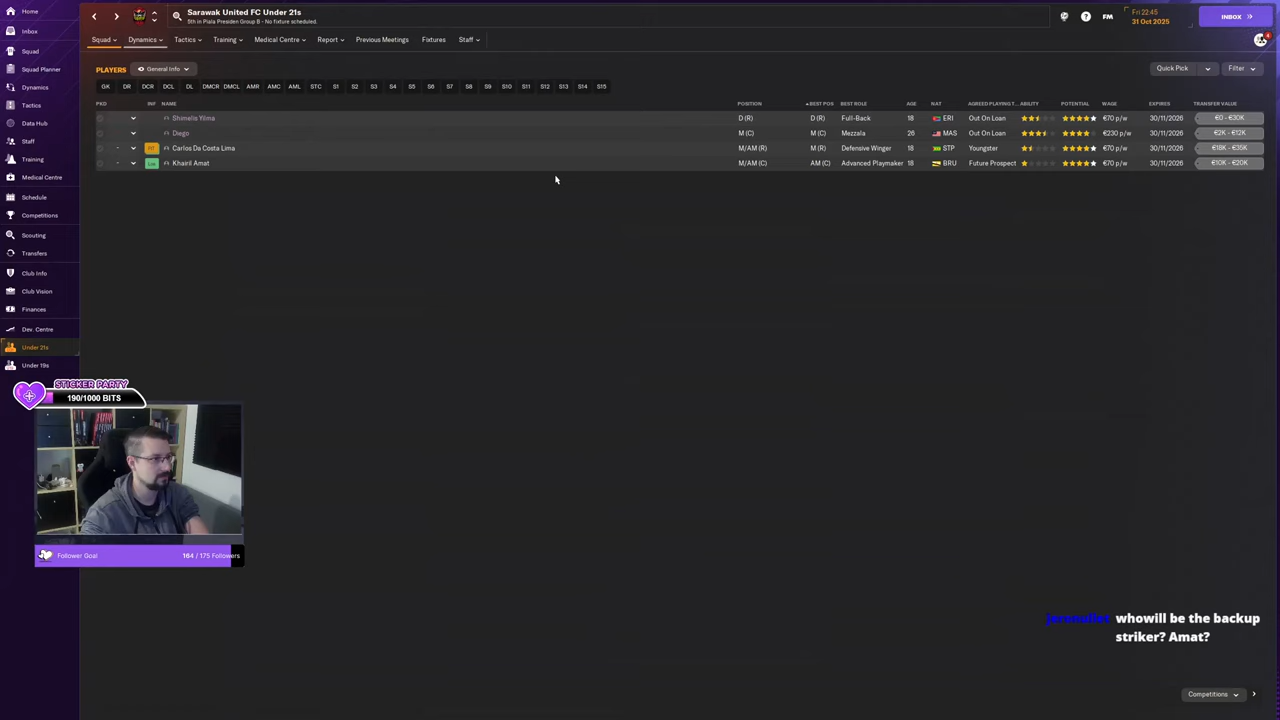 Home
Inbox
Squad
Squad Planner
Dynamics
Tactics
Data Hub
Staff
Training
Medical Centre
Schedule
Competitions
Scouting
Transfers
Club Info
Club Vision
Finances
Dev. Centre
Under 21s
Under 19s
Sarawak United FC Under 21s
5th in Piala Presiden Group B - No fixture scheduled.
FM
Fri 22:45
31 Oct 2025
INBOX
4
Squad Dynamics Tactics Training Medical Centre Report Previous Meetings Fixtures Staff
PLAYERS General Info
Quick Pick Filter
GK DR DCR DCL DL DMCR DMCL AMR AMC AML STC S1 S2 S3 S4 S5 S6 S7 S8 S9 S10 S11 S12 S13 S14 S15
PKD INF NAME POSITION BEST POS BEST ROLE AGE NAT AGREED PLAYING T... ABILITY POTENTIAL WAGE EXPIRES TRANSFER VALUE
Shimelis Yilma D (R) D (R) Full-Back 18 ERI Out On Loan €70 p/w 30/11/2026 €0 - €30K
Diego M (C) M (C) Mezzala 26 MAS Out On Loan €230 p/w 30/11/2026 €2K - €12K
- Carlos Da Costa Lima M/AM (R) M (R) Defensive Winger 18 STP Youngster €70 p/w 30/11/2026 €18K - €35K
- Khairil Amat M/AM (C) AM (C) Advanced Playmaker 18 BRU Future Prospect €70 p/w 30/11/2026 €10K - €20K
STICKER PARTY
190/1000 BITS
Follower Goal 164 / 175 Followers
whowill be the backup
striker? Amat?
Competitions